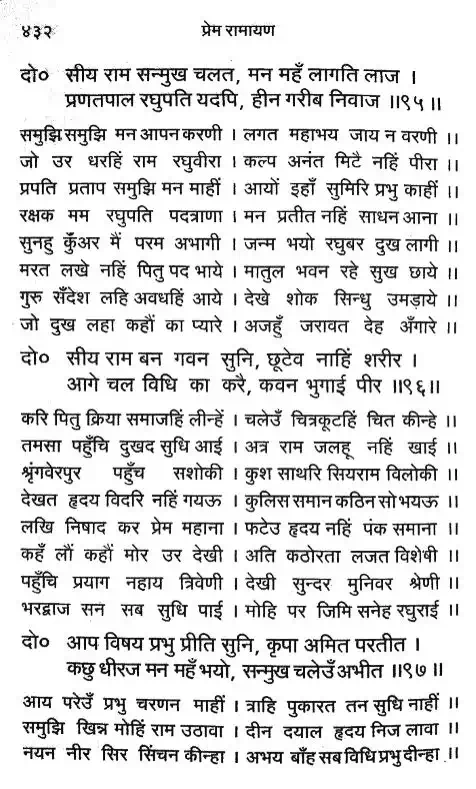 ४३२ प्रेम रामायण
दो० सीय राम सन्मुख चलत, मन महँ लागति लाज ।
प्रणतपाल रघुपति यदपि, हीन गरीब निवाज ॥९५॥
समुझि समुझि मन आपन करणी । लगत महाभय जाय न वरणी ॥
जो उर धरहिं राम रघुवीरा । कल्प अनंत मिटै नहिं पीरा ॥
प्रपति प्रताप समुझि मन माहीं । आयों इहाँ सुमिरि प्रभु काहीं ॥
रक्षक मम रघुपति पदत्राणा । मन प्रतीत नहिं साधन आना ॥
सुनहु कुँअर मैं परम अभागी । जन्म भयो रघुबर दुख लागी ॥
मरत लखे नहिं पितु पद भाये । मातुल भवन रहे सुख छाये ॥
गुरु सँदेश लहि अवधहिं आये । देखे शोक सिन्धु उमड़ाये ॥
जो दुख लहा कहौं का प्यारे । अजहुँ जरावत देह अँगारे ॥
दो० सीय राम बन गवन सुनि, छूटेव नाहिं शरीर ।
आगे चल विधि का करै, कवन भुगाई पीर ॥९६॥
करि पितु क्रिया समाजहिं लीन्हें । चलेउँ चित्रकूटहिं चित कीन्हे ॥
तमसा पहुँचि दुखद सुधि आई । अत्र राम जलहू नहिं खाई ॥
श्रृंगवेरपुर पहुँच सशोकी । कुश साथरि सियराम विलोकी ॥
देखत हृदय विदरि नहिं गयऊ । कुलिस समान कठिन सो भयऊ ॥
लखि निषाद कर प्रेम महाना । फटेउ हृदय नहिं पंक समाना ॥
कहँ लौं कहौं मोर उर देखी । अति कठोरता लजत विशेषी ॥
पहुँचि प्रयाग नहाय त्रिवेणी । देखी सुन्दर मुनिवर श्रेणी ॥
भरद्वाज सन सब सुधि पाई । मोहि पर जिमि सनेह रघुराई ॥
दो० आप विषय प्रभु प्रीति सुनि, कृपा अमित परतीत ।
कछु धीरज मन महँ भयो, सन्मुख चलेउँ अभीत ॥९७॥
आय परेउँ प्रभु चरणन माहीं । त्राहि पुकारत तन सुधि नाहीं ॥
समुझि खिन्न मोहिं राम उठावा । दीन दयाल हृदय निज लावा ॥
नयन नीर सिर सिंचन कीन्हा । अभय बाँह सब विधि प्रभु दीन्हा ॥